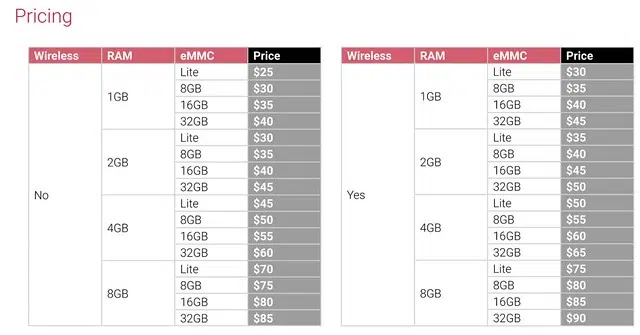 Pricing
Wireless RAM eMMC Price
No
1GB
Lite $25
8GB $30
16GB $35
32GB $40
2GB
Lite $30
8GB $35
16GB $40
32GB $45
4GB
Lite $45
8GB $50
16GB $55
32GB $60
8GB
Lite $70
8GB $75
16GB $80
32GB $85
Wireless RAM eMMC Price
Yes
1GB
Lite $30
8GB $35
16GB $40
32GB $45
2GB
Lite $35
8GB $40
16GB $45
32GB $50
4GB
Lite $50
8GB $55
16GB $60
32GB $65
8GB
Lite $75
8GB $80
16GB $85
32GB $90